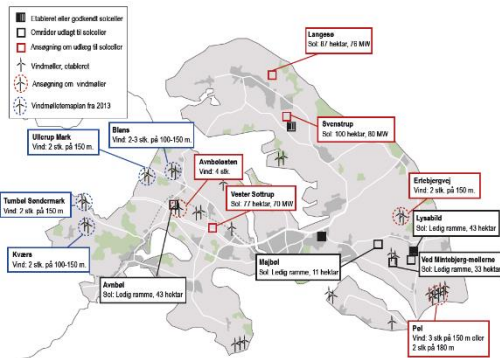 Etableret eller godkendt solceller
Områder udlagt til solceller
Ansøgning om udlæg til solceller
Vindmøller, etableret
Ansøgning om vindmøller
Vindmølletemaplan fra 2013
Langesø
Sol: 87 hektar, 76 MW
Svenstrup
Sol: 100 hektar, 80 MW
Ullerup Mark
Vind: 2 stk. på 150 m.
Blans
Vind: 2-3 stk. på 100-150 m.
Avnbøløsten
Vind: 4 stk.
Vester Sottrup
Sol: 77 hektar, 70 MW
Ertebjergvej
Vind: 2 stk. på 150 m.
Tumbøl Søndermark
Vind: 2 stk. på 150 m
Lysabild
Sol: Ledig ramme, 43 hektar
Kværs
Vind: 2 stk. på 100-150 m.
Majbøl
Sol: Ledig ramme, 11 hektar
Ved Mintebjerg-møllerne
Sol: Ledig ramme, 33 hektar
Avnbøl
Sol: Ledig ramme, 43 hektar
Pøl
Vind: 3 stk på 150 m eller
2 stk på 180 m